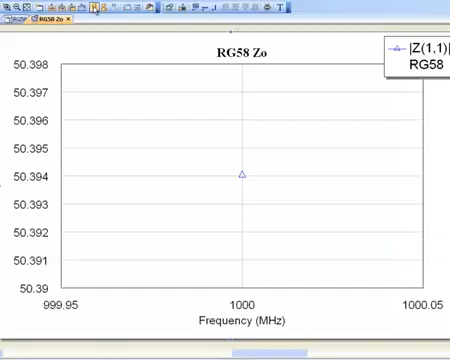 RG58 Zo
RG58 Zo
|Z(1,1)|
RG58
50.398
50.397
50.396
50.395
50.394
50.393
50.392
50.391
50.39
999.95 1000 1000.05
Frequency (MHz)